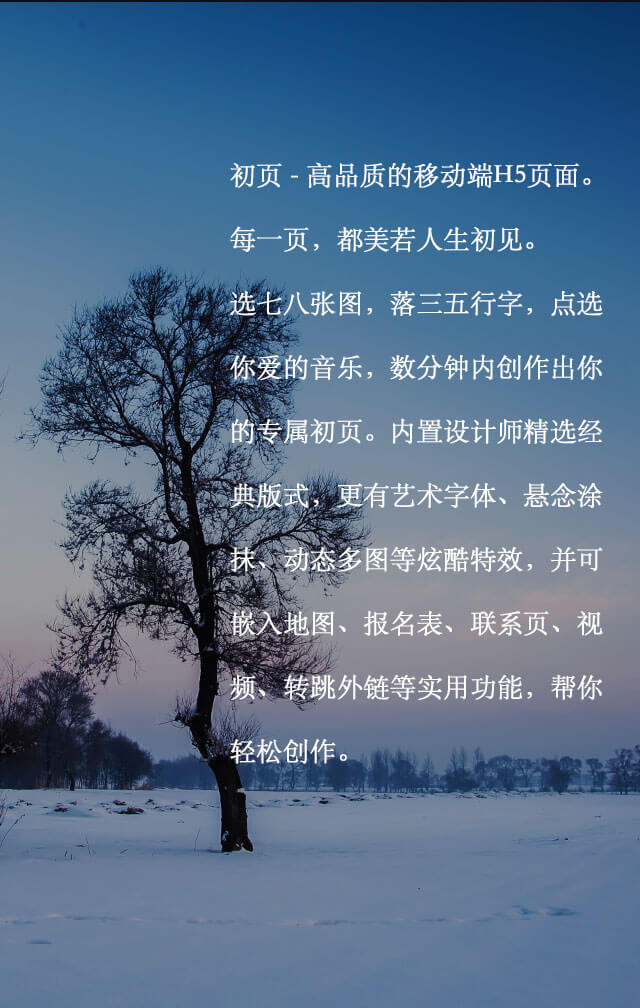 初页 - 高品质的移动端H5页面。
每一页，都美若人生初见。
选七八张图，落三五行字，点选
你爱的音乐，数分钟内创作出你
的专属初页。内置设计师精选经
典版式，更有艺术字体、悬念涂
抹、动态多图等炫酷特效，并可
嵌入地图、报名表、联系页、视
频、转跳外链等实用功能，帮你
轻松创作。